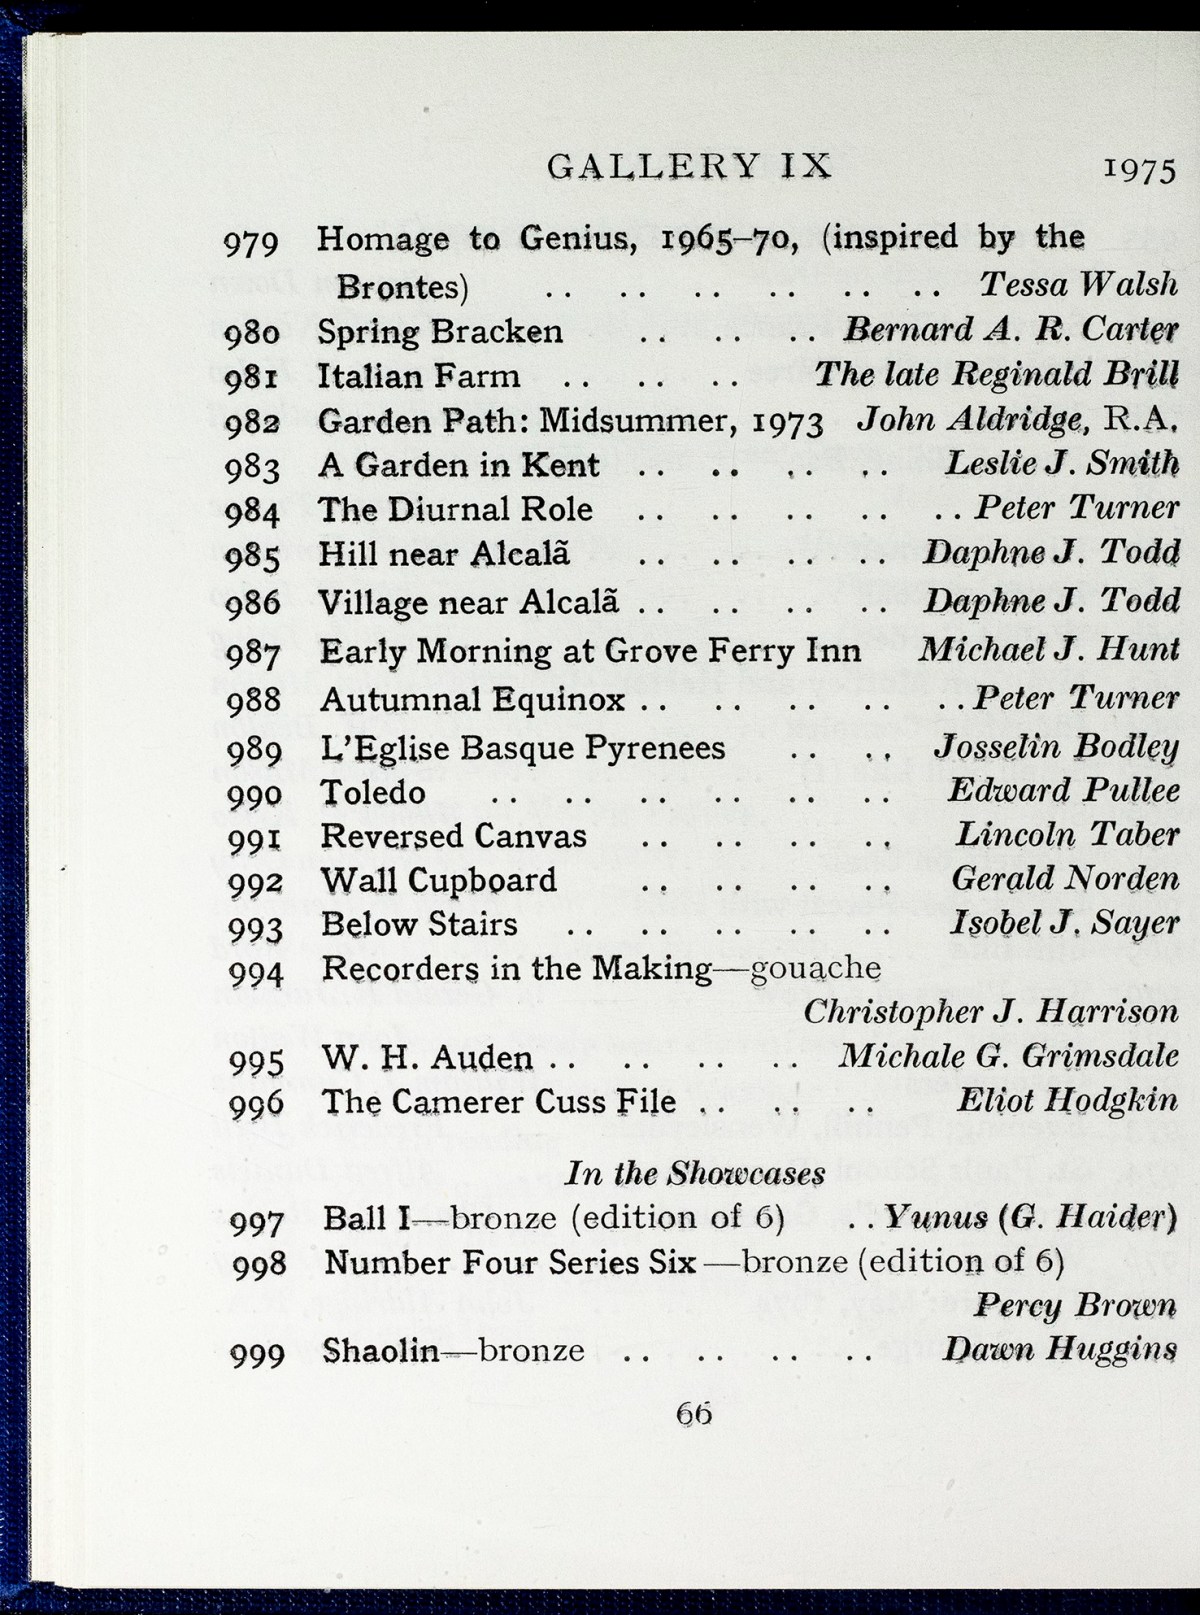 GALLERY IX 1975
979 Homage to Genius, 1965–70, (inspired by the
Brontes) .. .. .. .. .. .. Tessa Walsh
980 Spring Bracken .. .. .. Bernard A. R. Carter
981 Italian Farm .. .. .. The late Reginald Brill
982 Garden Path: Midsummer, 1973 John Aldridge, R.A.
983 A Garden in Kent .. .. .. .. Leslie J. Smith
984 The Diurnal Role .. .. .. .. .. Peter Turner
985 Hill near Alcalã .. .. .. .. Daphne J. Todd
986 Village near Alcalã .. .. .. .. Daphne J. Todd
987 Early Morning at Grove Ferry Inn Michael J. Hunt
988 Autumnal Equinox .. .. .. .. .. Peter Turner
989 L'Eglise Basque Pyrenees .. .. Josselin Bodley
990 Toledo .. .. .. .. .. .. Edward Pullee
991 Reversed Canvas .. .. .. .. Lincoln Taber
992 Wall Cupboard .. .. .. .. Gerald Norden
993 Below Stairs .. .. .. .. .. Isobel J. Sayer
994 Recorders in the Making—gouache
Christopher J. Harrison
995 W. H. Auden .. .. .. .. Michale G. Grimsdale
996 The Camerer Cuss File .. .. .. Eliot Hodgkin
In the Showcases
997 Ball I—bronze (edition of 6) .. Yunus (G. Haider)
998 Number Four Series Six—bronze (edition of 6)
Percy Brown
999 Shaolin—bronze .. .. .. .. Dawn Huggins
66